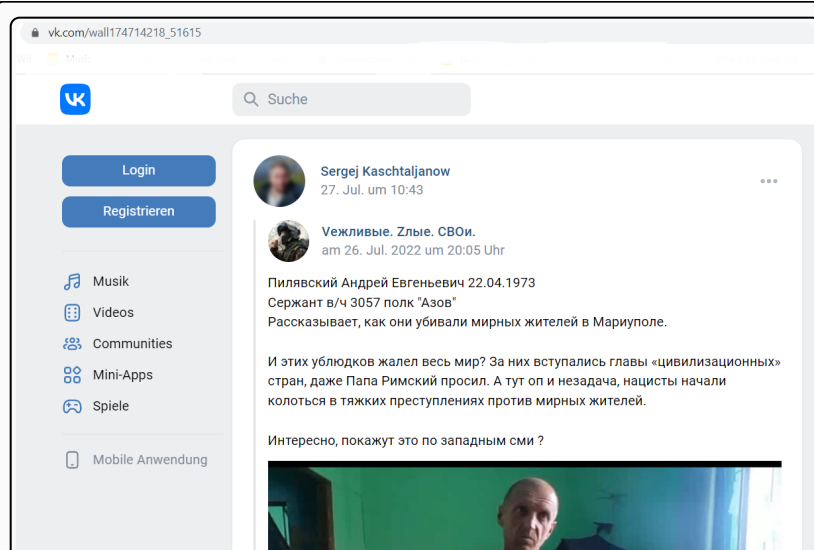 vk.com/wall174714218_51615
Suche
Login
Registrieren
Musik
Videos
Communities
Mini-Apps
Spiele
Mobile Anwendung
Sergej Kaschtaljanow
27. Jul. um 10:43
Vежливые. Zлые. СВОи.
am 26. Jul. 2022 um 20:05 Uhr
Пилявский Андрей Евгеньевич 22.04.1973
Сержант в/ч 3057 полк "Азов"
Рассказывает, как они убивали мирных жителей в Мариуполе.
И этих ублюдков жалел весь мир? За них вступались главы «цивилизационных»
стран, даже Папа Римский просил. А тут оп и незадача, нацисты начали
колоться в тяжких преступлениях против мирных жителей.
Интересно, покажут это по западным сми ?